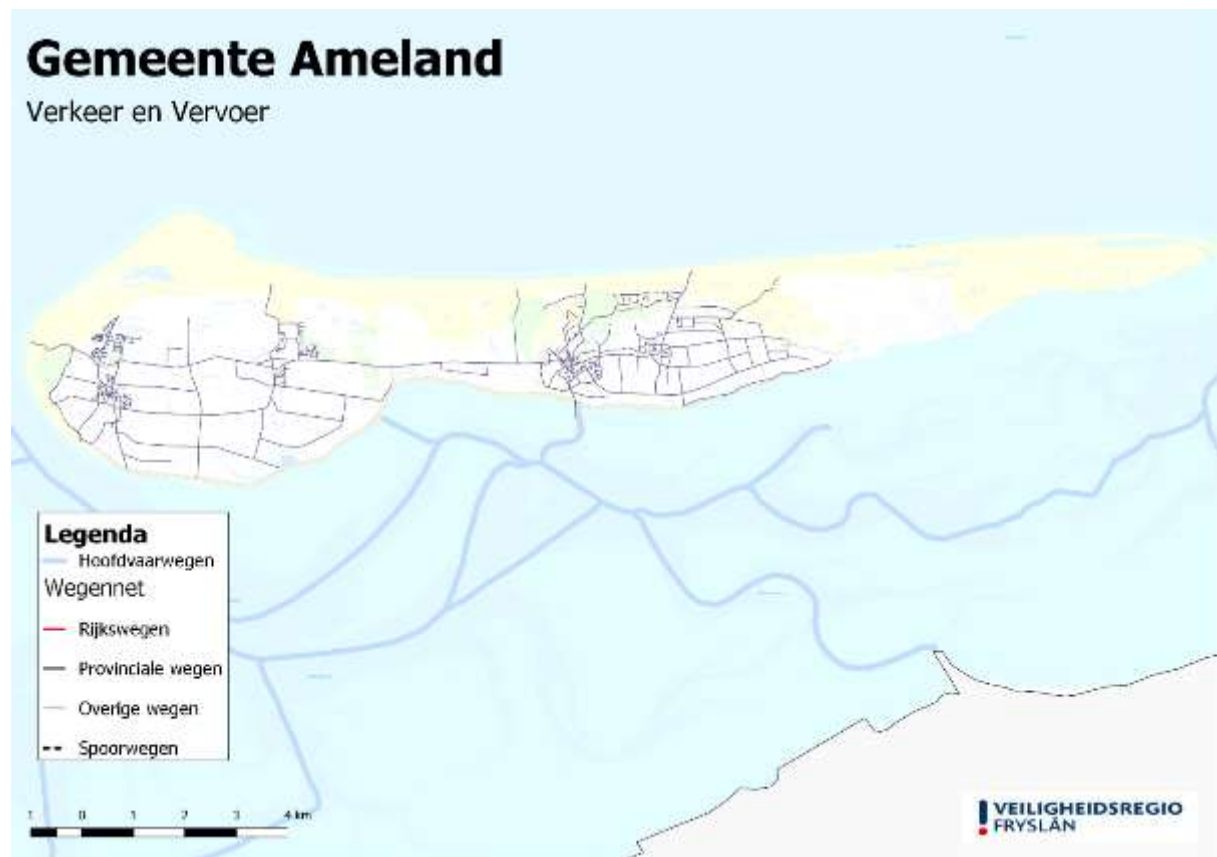 Gemeente Ameland
Verkeer en Vervoer
Legenda
Hoofdvaarwegen
Wegennet
Rijkswegen
Provinciale wegen
Overige wegen
Spoorwegen
1 0 1 2 3 4 km
VEILIGHEIDSREGIO
FRYSLÂN